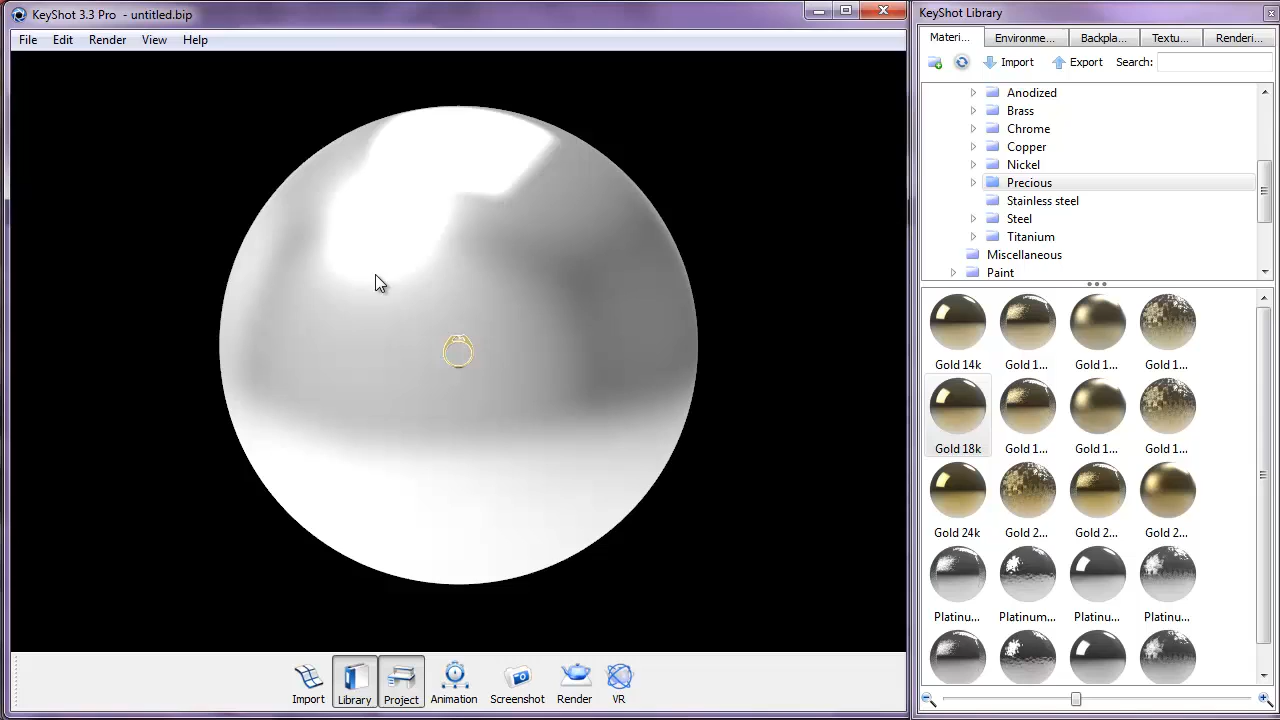 KeyShot 3.3 Pro - untitled.bip
File Edit Render View Help
Import Library Project Animation Screenshot Render VR
KeyShot Library
Materi... Environme... Backpla... Textu... Renderi...
Import Export Search:
Anodized
Brass
Chrome
Copper
Nickel
Precious
Stainless steel
Steel
Titanium
Miscellaneous
Paint
Gold 14k Gold 1... Gold 1... Gold 1...
Gold 18k Gold 1... Gold 1... Gold 1...
Gold 24k Gold 2... Gold 2... Gold 2...
Platinu... Platinum... Platinu... Platinu...